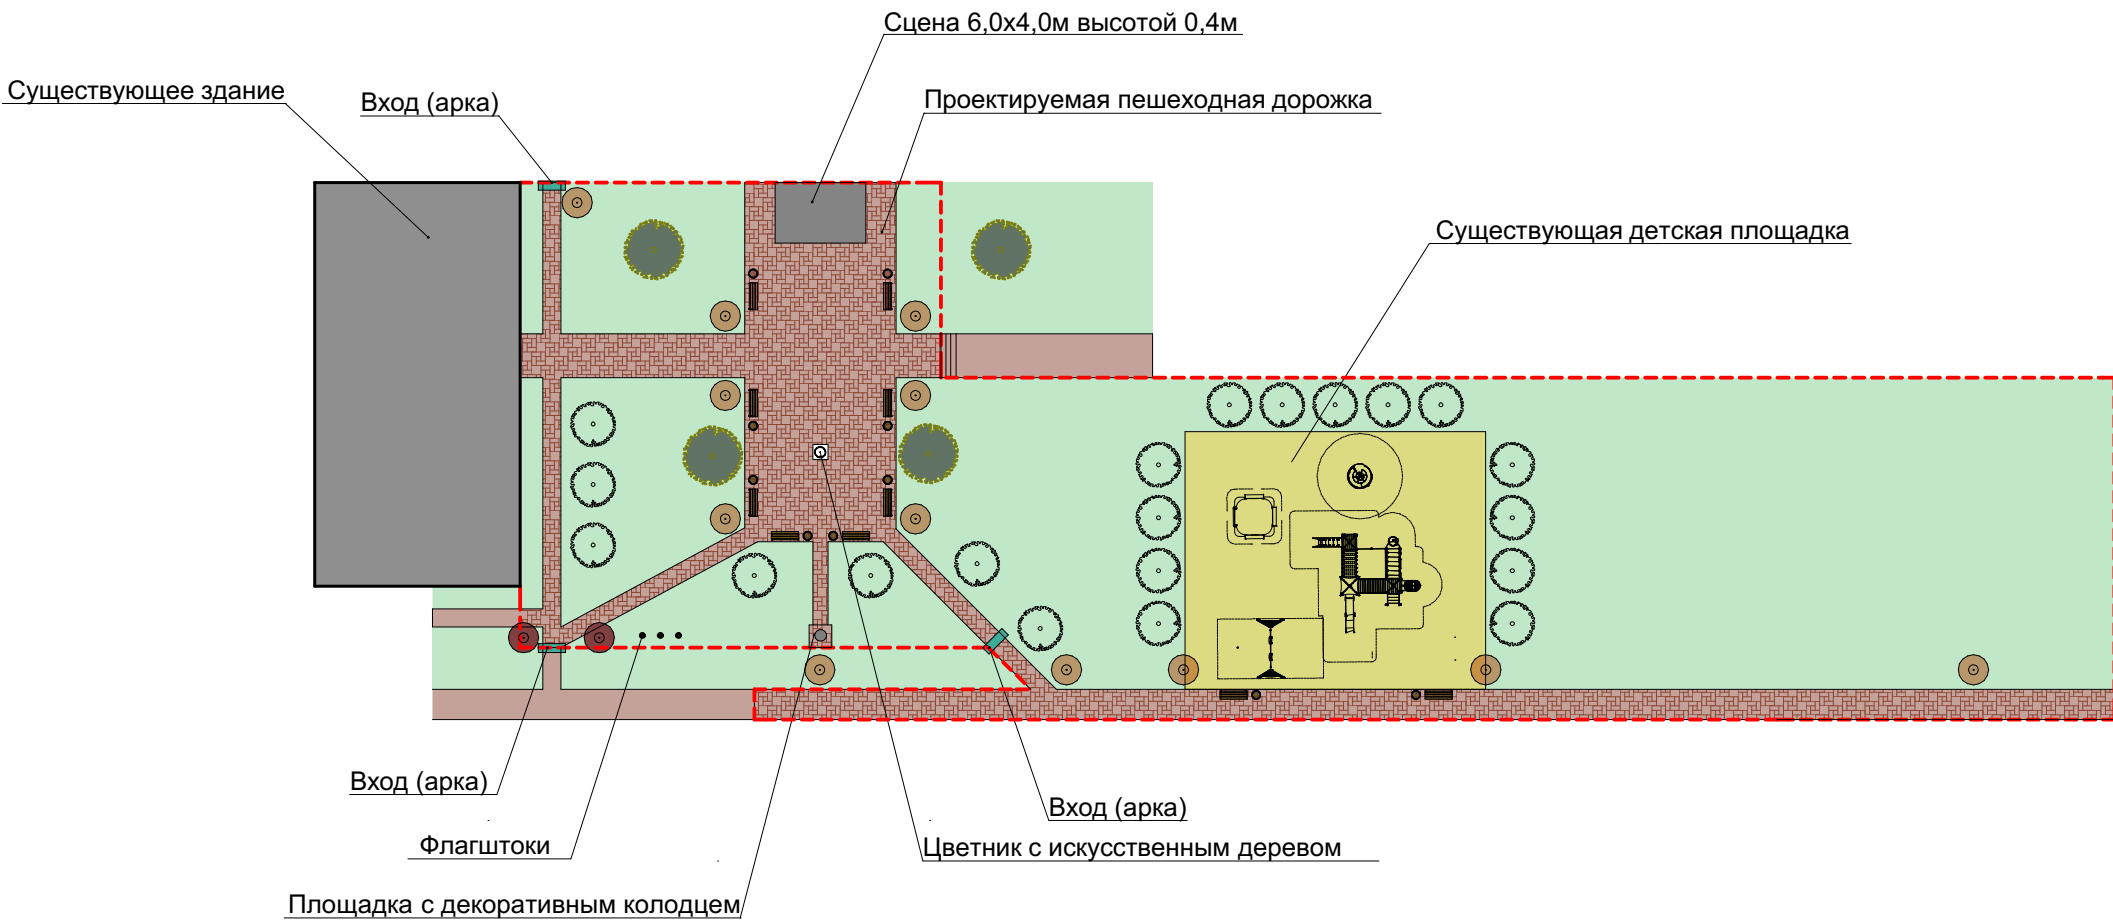 Сцена 6,0х4,0м высотой 0,4м
Существующее здание
Вход (арка)
Проектируемая пешеходная дорожка
Существующая детская площадка
Вход (арка)
Вход (арка)
Флагштоки
Цветник с искусственным деревом
Площадка с декоративным колодцем